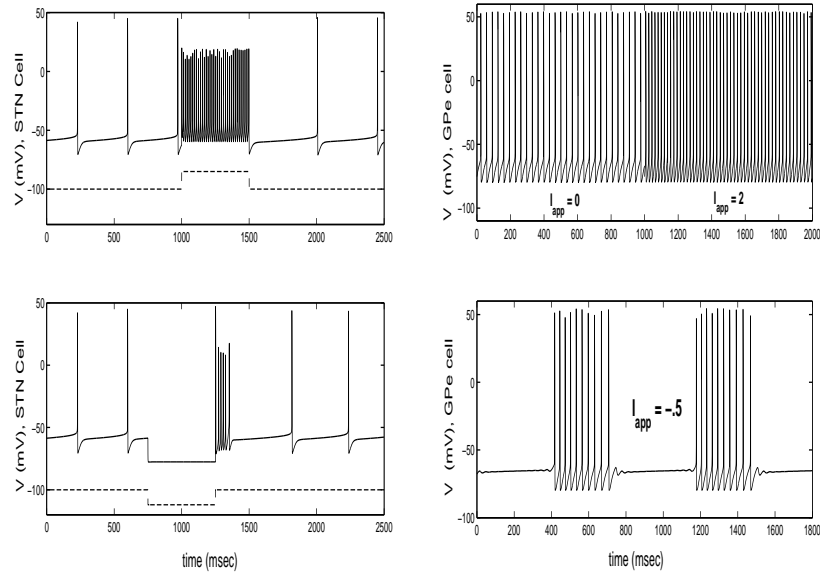 50
0
−50
−100
V (mV), STN Cell
0 500 1000 1500 2000 2500
50
0
−50
−100
V (mV), GPe cell
I app = 0
I app = 2
0 200 400 600 800 1000 1200 1400 1600 1800 2000
50
0
−50
−100
V (mV), STN Cell
0 500 1000 1500 2000 2500
time (msec)
50
0
−50
−100
V (mV), GPe cell
I app = −.5
0 200 400 600 800 1000 1200 1400 1600 1800
time (msec)